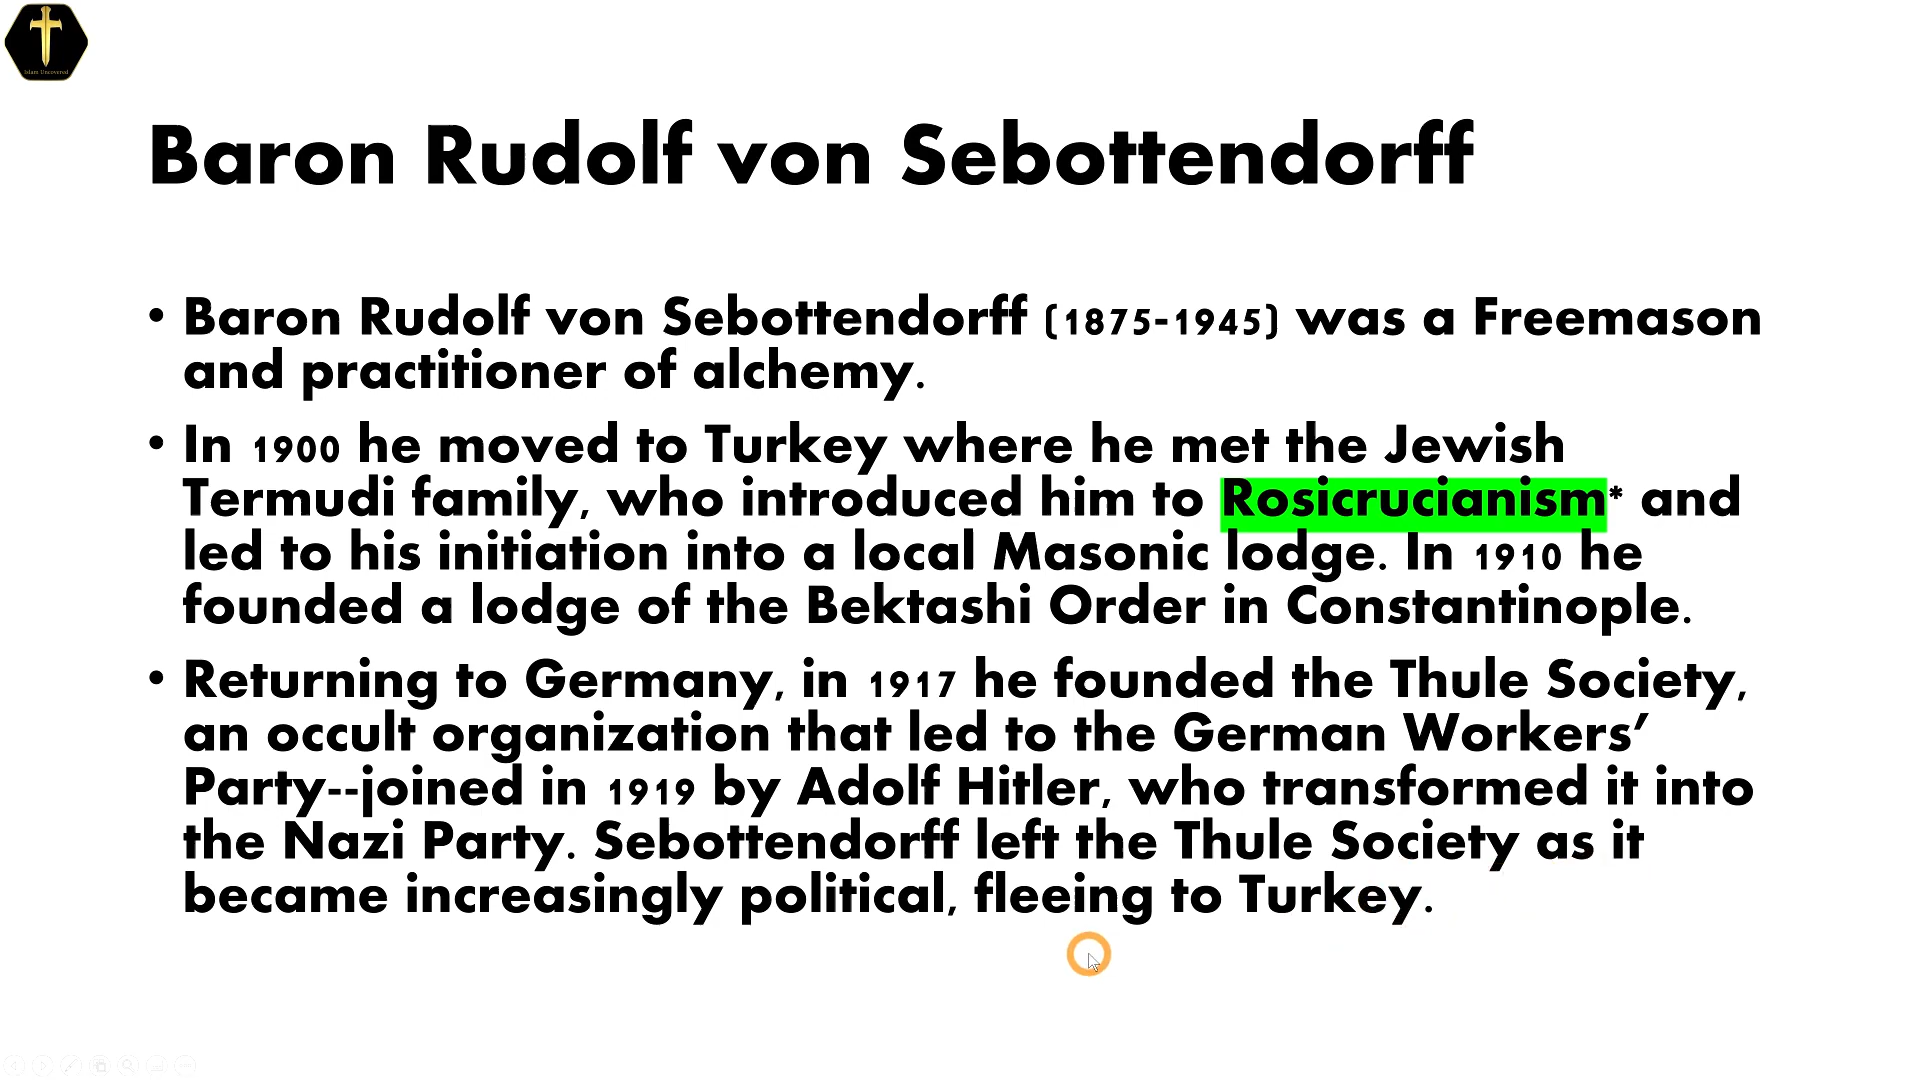 Islam Uncovered
Baron Rudolf von Sebottendorff
• Baron Rudolf von Sebottendorff (1875-1945) was a Freemason
and practitioner of alchemy.
• In 1900 he moved to Turkey where he met the Jewish
Termudi family, who introduced him to Rosicrucianism* and
led to his initiation into a local Masonic lodge. In 1910 he
founded a lodge of the Bektashi Order in Constantinople.
• Returning to Germany, in 1917 he founded the Thule Society,
an occult organization that led to the German Workers’
Party--joined in 1919 by Adolf Hitler, who transformed it into
the Nazi Party. Sebottendorff left the Thule Society as it
became increasingly political, fleeing to Turkey.